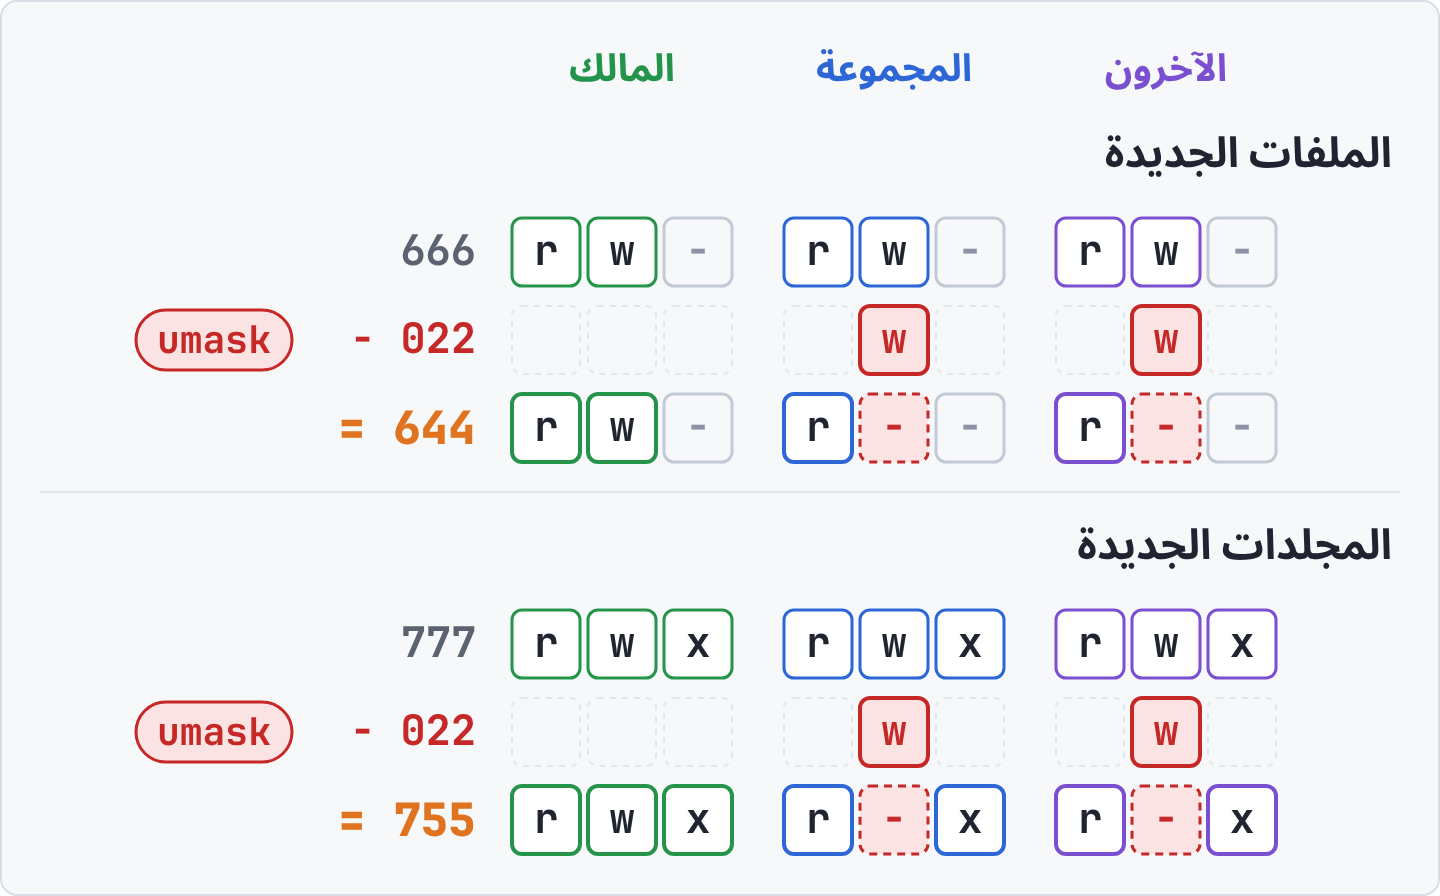 المالك المجموعة الآخرون
الملفات الجديدة
666 r w - r w - r w -
umask - 022 w w
= 644 r w - r - - r - -
المجلدات الجديدة
777 r w x r w x r w x
umask - 022 w w
= 755 r w x r - x r - x